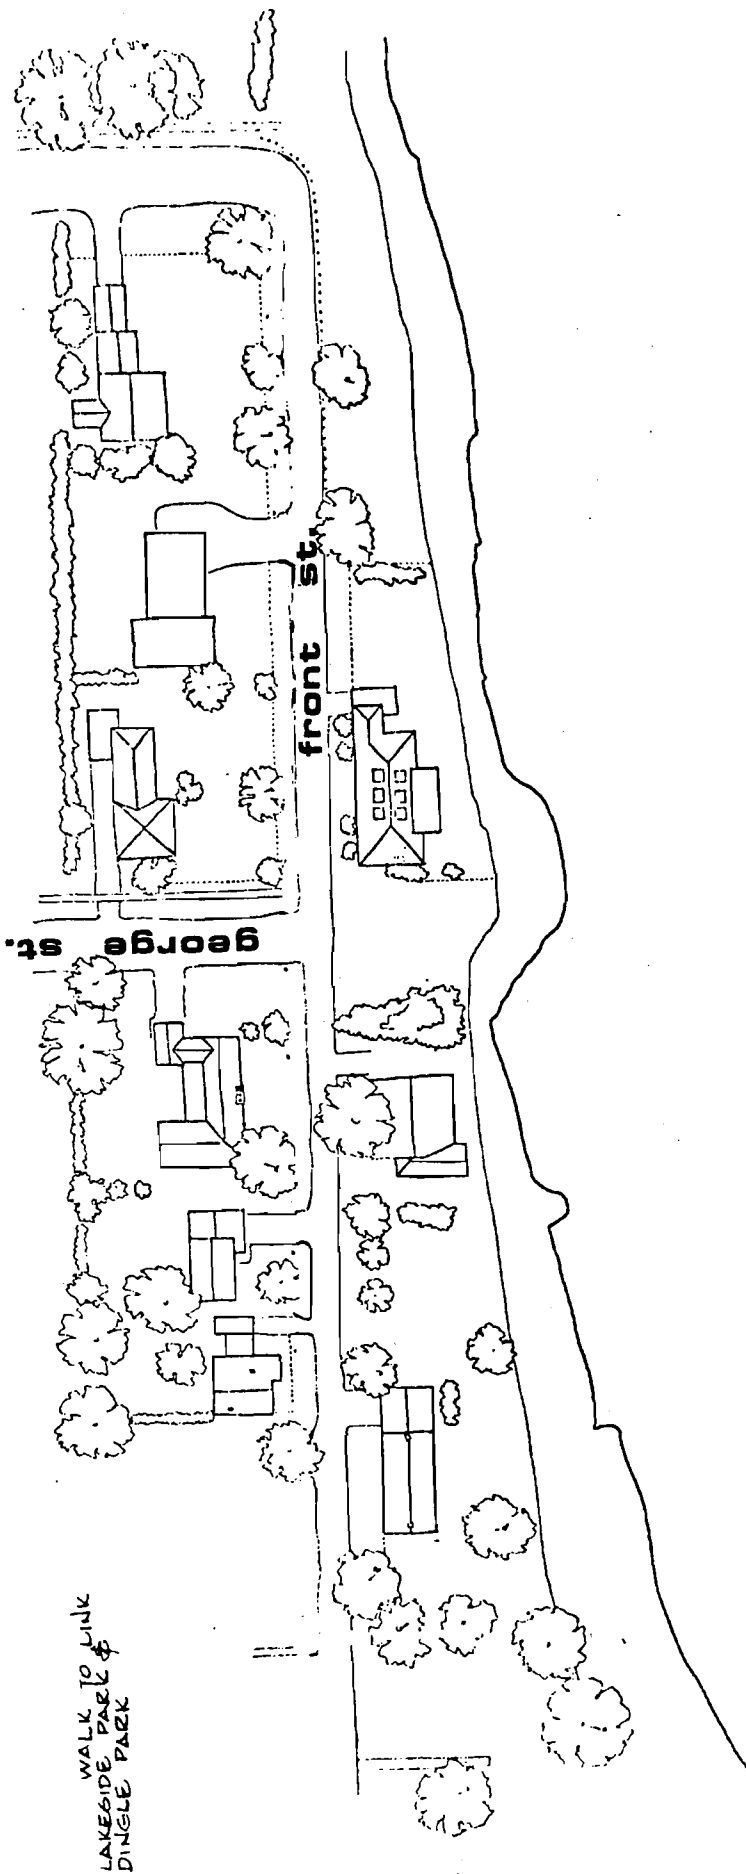 front st.
george st.
WALK TO LINK
LAKESIDE PARK &
DINGLE PARK